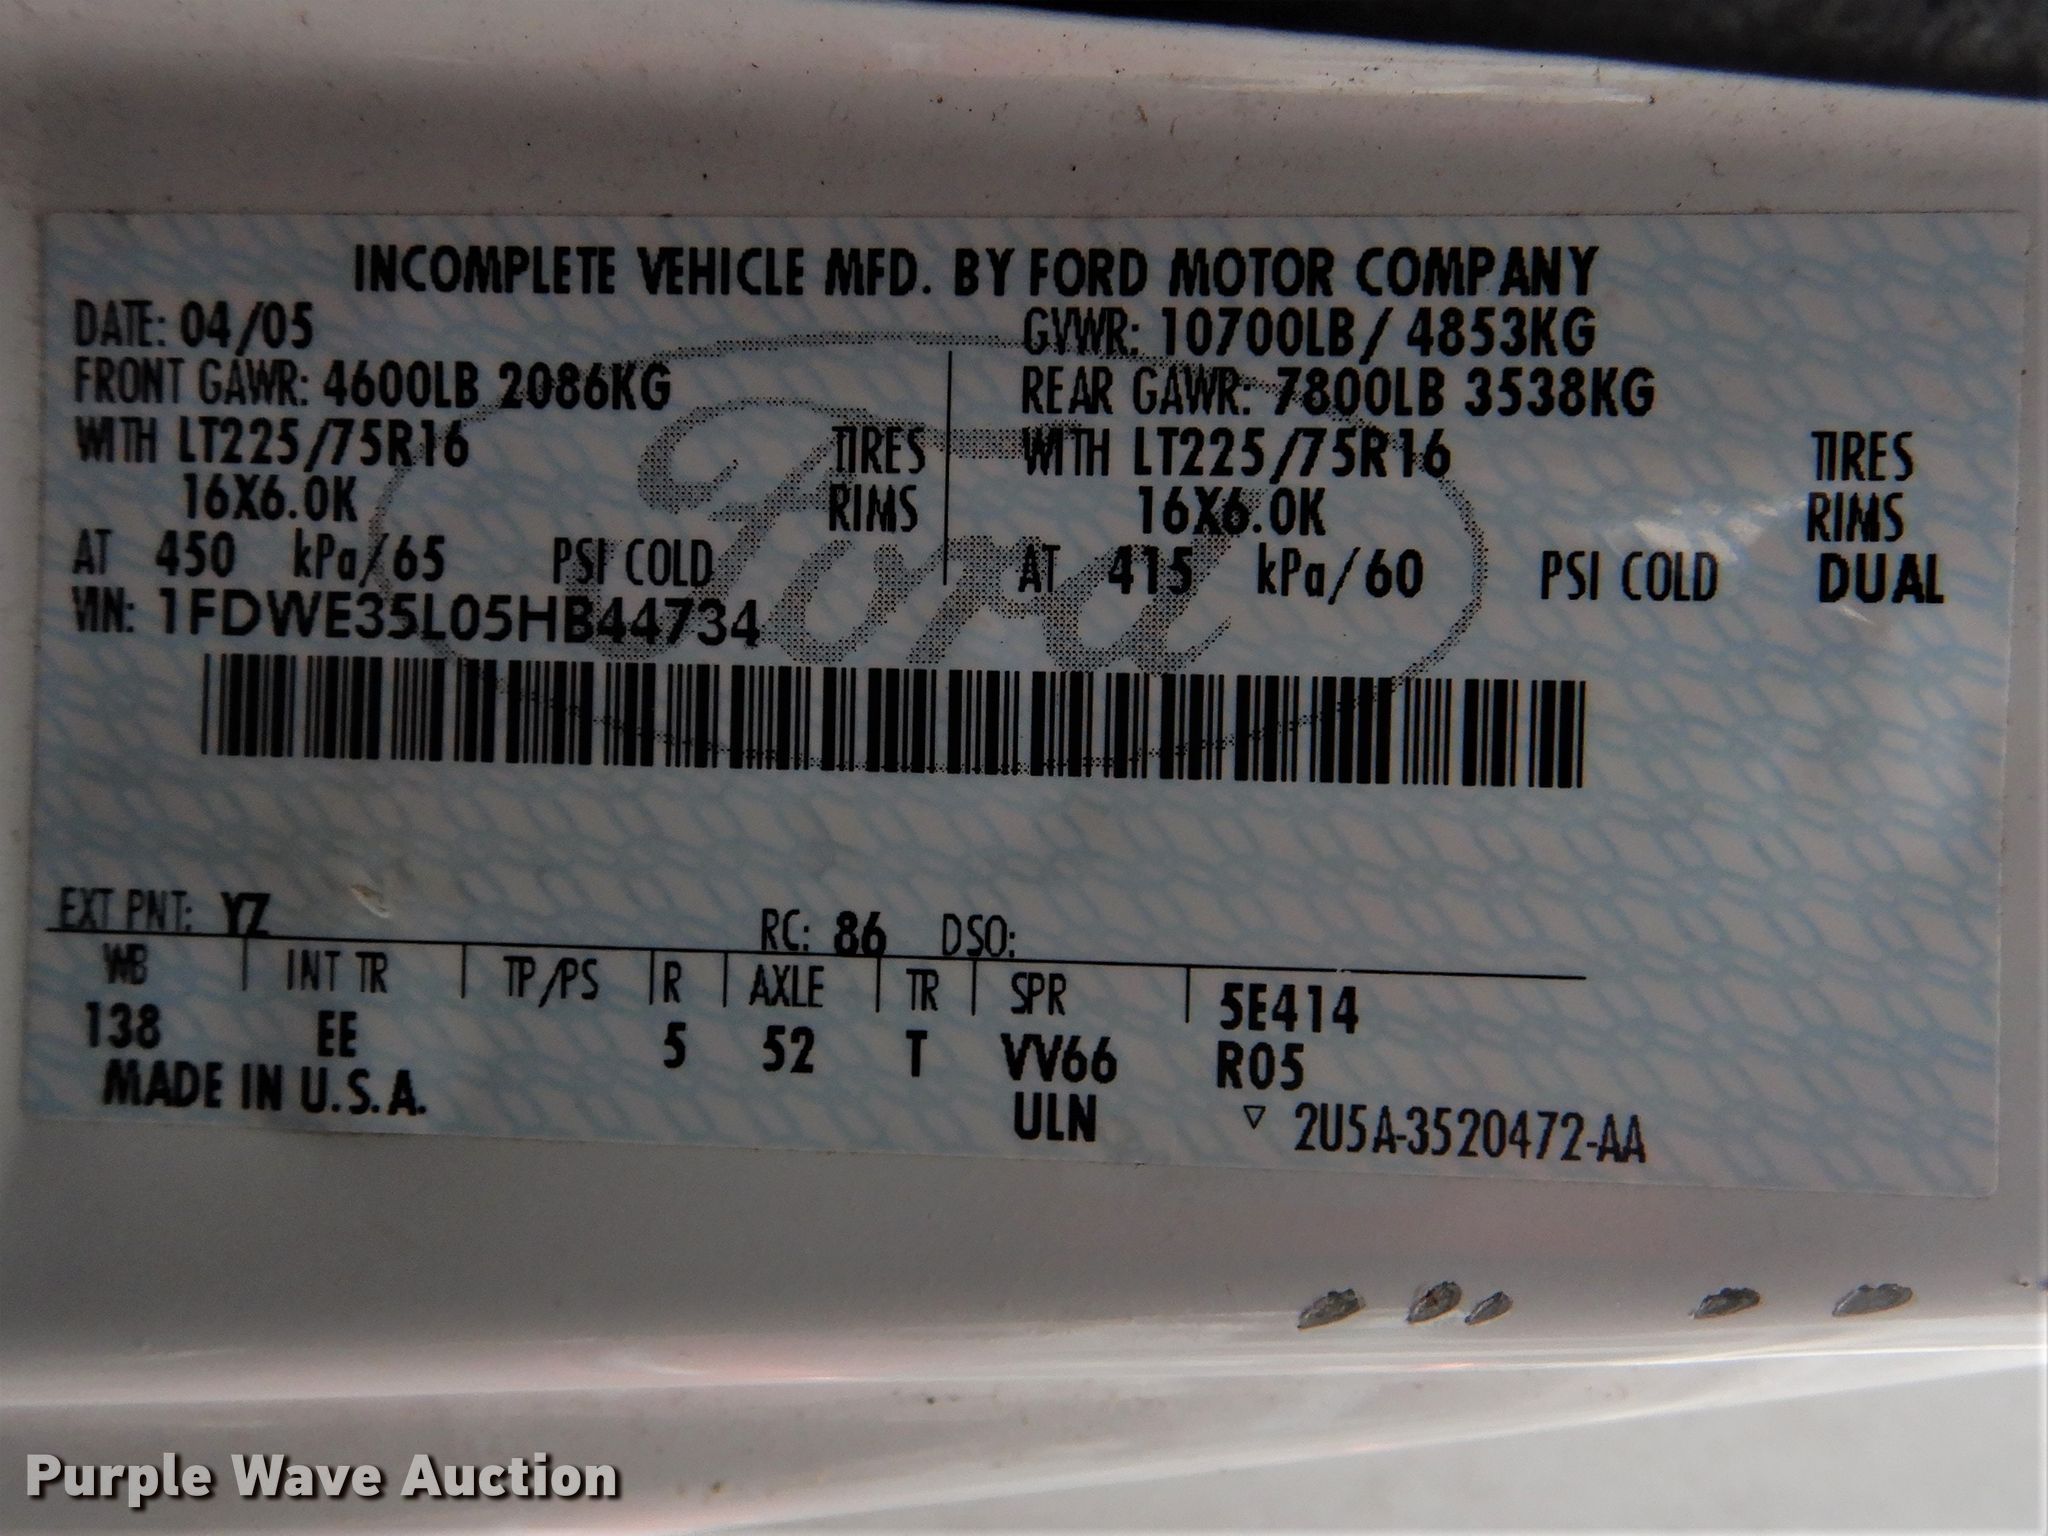 INCOMPLETE VEHICLE MFD. BY FORD MOTOR COMPANY
DATE: 04/05 GVWR: 10700LB/ 4853KG
FRONT GAWR: 4600LB 2086KG REAR GAWR: 7800LB 3538KG
WITH LT225/75R16 TIRES WITH LT225/75R16 TIRES
16X6.0K RIMS 16X6.0K RIMS
AT 450 kPa/65 PSI COLD AT 415 kPa/60 PSI COLD DUAL
VIN: 1FDWE35L05HB44734
Ford
EXT PNT: YZ RC: 86 DSO:
WB INT TR TP/PS R AXLE TR SPR 5E414
138 EE 5 52 T VV66 R05
MADE IN U.S.A. ULN ▽ 2U5A-3520472-AA
Purple Wave Auction